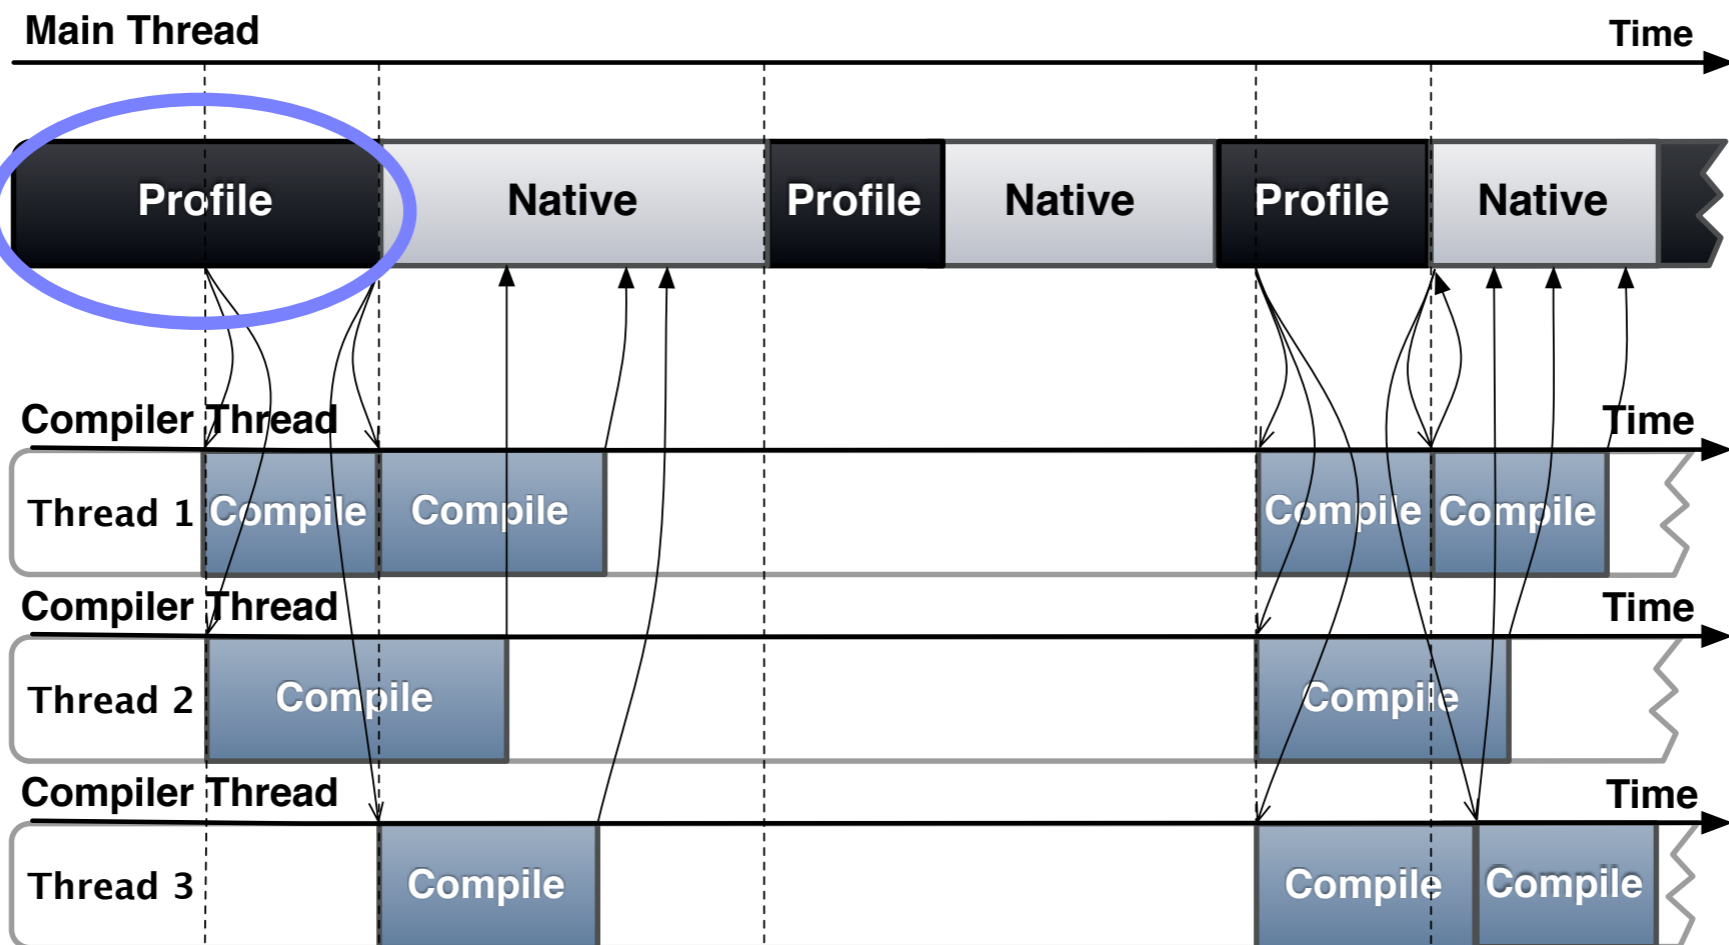 Main Thread Time
Profile Native Profile Native Profile Native
Compiler Thread Time
Thread 1 Compile Compile Compile Compile
Compiler Thread Time
Thread 2 Compile Compile
Compiler Thread Time
Thread 3 Compile Compile Compile